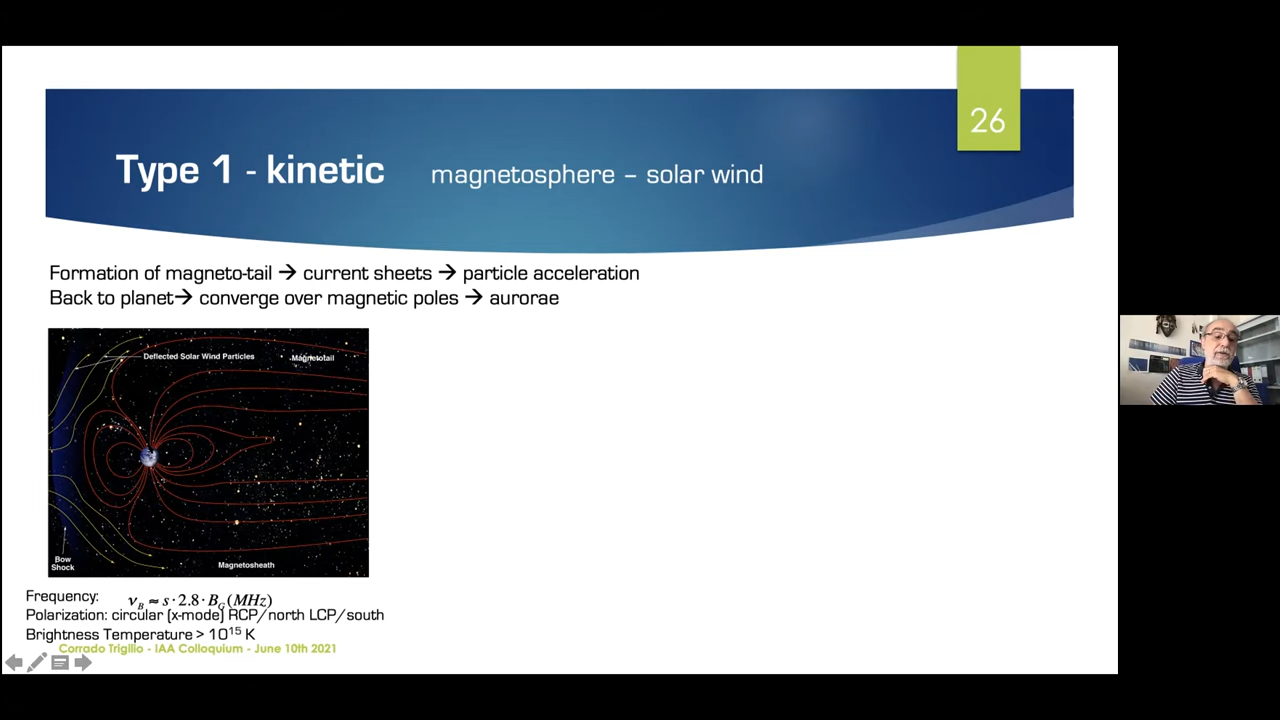 26
Type 1 - kinetic magnetosphere – solar wind
Formation of magneto-tail → current sheets → particle acceleration
Back to planet→ converge over magnetic poles → aurorae
Deflected Solar Wind Particles
Magnetotail
Bow
Shock
Magnetosheath
Frequency: ν_B ≈ s·2.8·B_G(MHz)
Polarization: circular (x-mode) RCP/north LCP/south
Brightness Temperature > 10¹⁵ K
Corrado Trigilio - IAA Colloquium - June 10th 2021